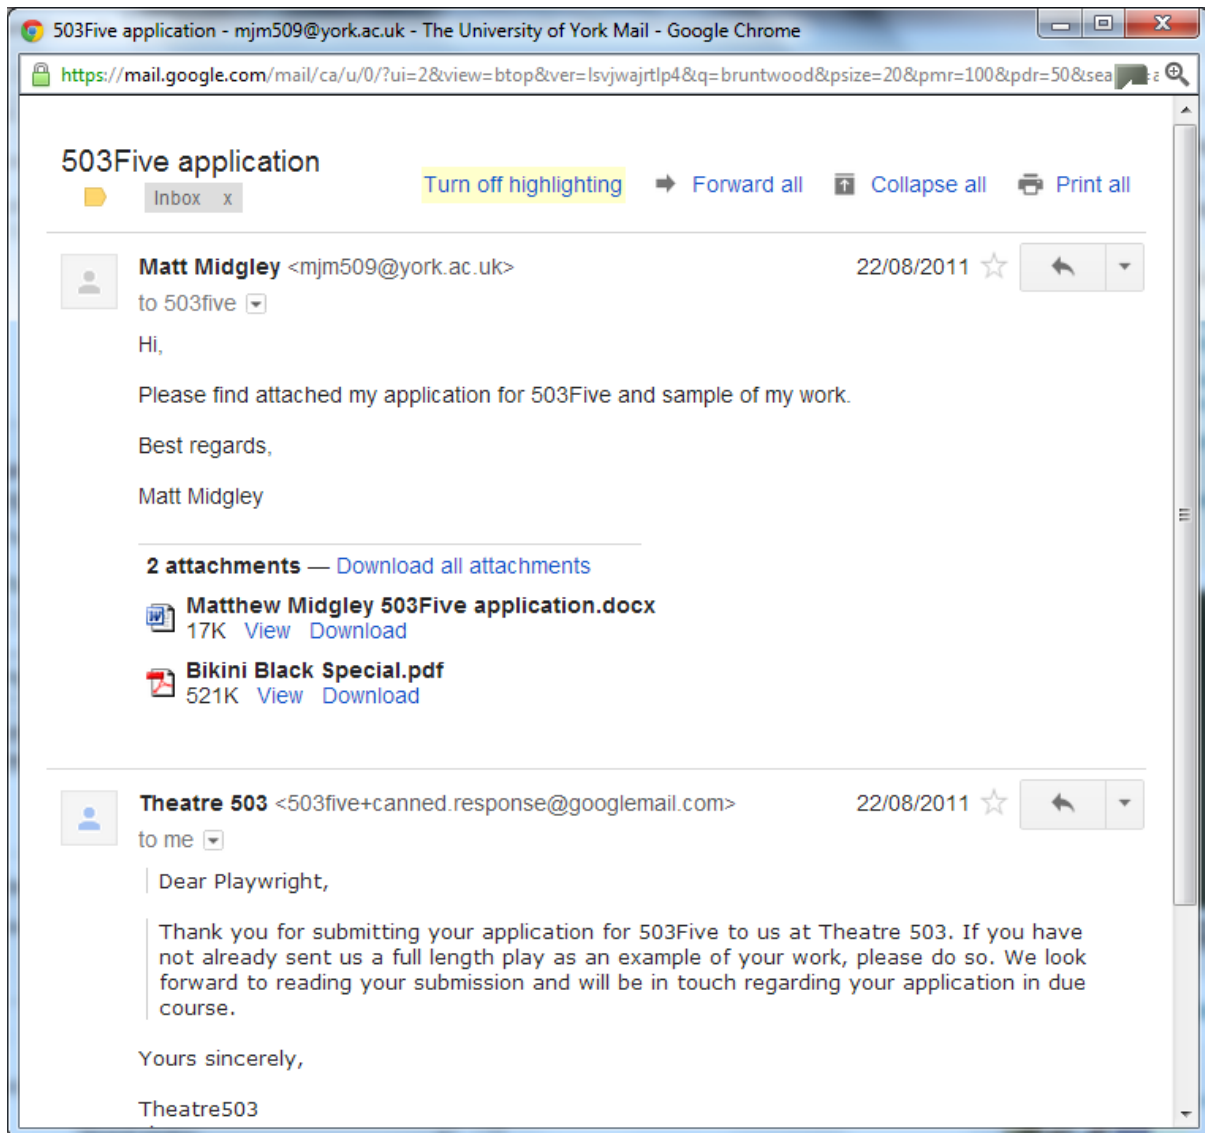 503Five application - mjm509@york.ac.uk - The University of York Mail - Google Chrome
https://mail.google.com/mail/ca/u/0/?ui=2&view=btop&ver=lsvjwajrtlp4&q=bruntwood&psize=20&pmr=100&pdr=50&sea
503Five application
Turn off highlighting Forward all Collapse all Print all
Inbox x
Matt Midgley <mjm509@york.ac.uk> 22/08/2011
to 503five
Hi,
Please find attached my application for 503Five and sample of my work.
Best regards,
Matt Midgley
2 attachments — Download all attachments
Matthew Midgley 503Five application.docx
17K View Download
Bikini Black Special.pdf
521K View Download
Theatre 503 <503five+canned.response@googlemail.com> 22/08/2011
to me
Dear Playwright,
Thank you for submitting your application for 503Five to us at Theatre 503. If you have
not already sent us a full length play as an example of your work, please do so. We look
forward to reading your submission and will be in touch regarding your application in due
course.
Yours sincerely,
Theatre503